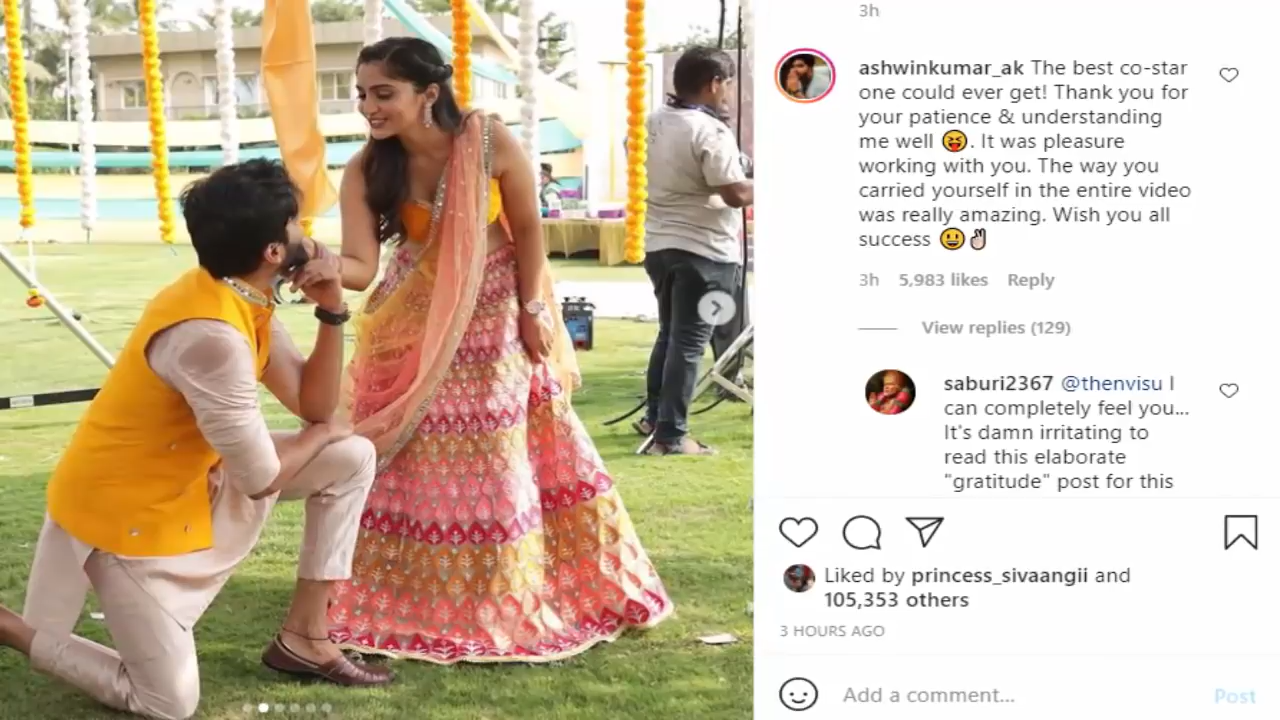 3h
ashwinkumar_ak The best co-star
one could ever get! Thank you for
your patience & understanding
me well 😝. It was pleasure
working with you. The way you
carried yourself in the entire video
was really amazing. Wish you all
success 😀✌🏻
3h 5,983 likes Reply
View replies (129)
saburi2367 @thenvisu I
can completely feel you...
It's damn irritating to
read this elaborate
"gratitude" post for this
Liked by princess_sivaangii and
105,353 others
3 HOURS AGO
Add a comment... Post